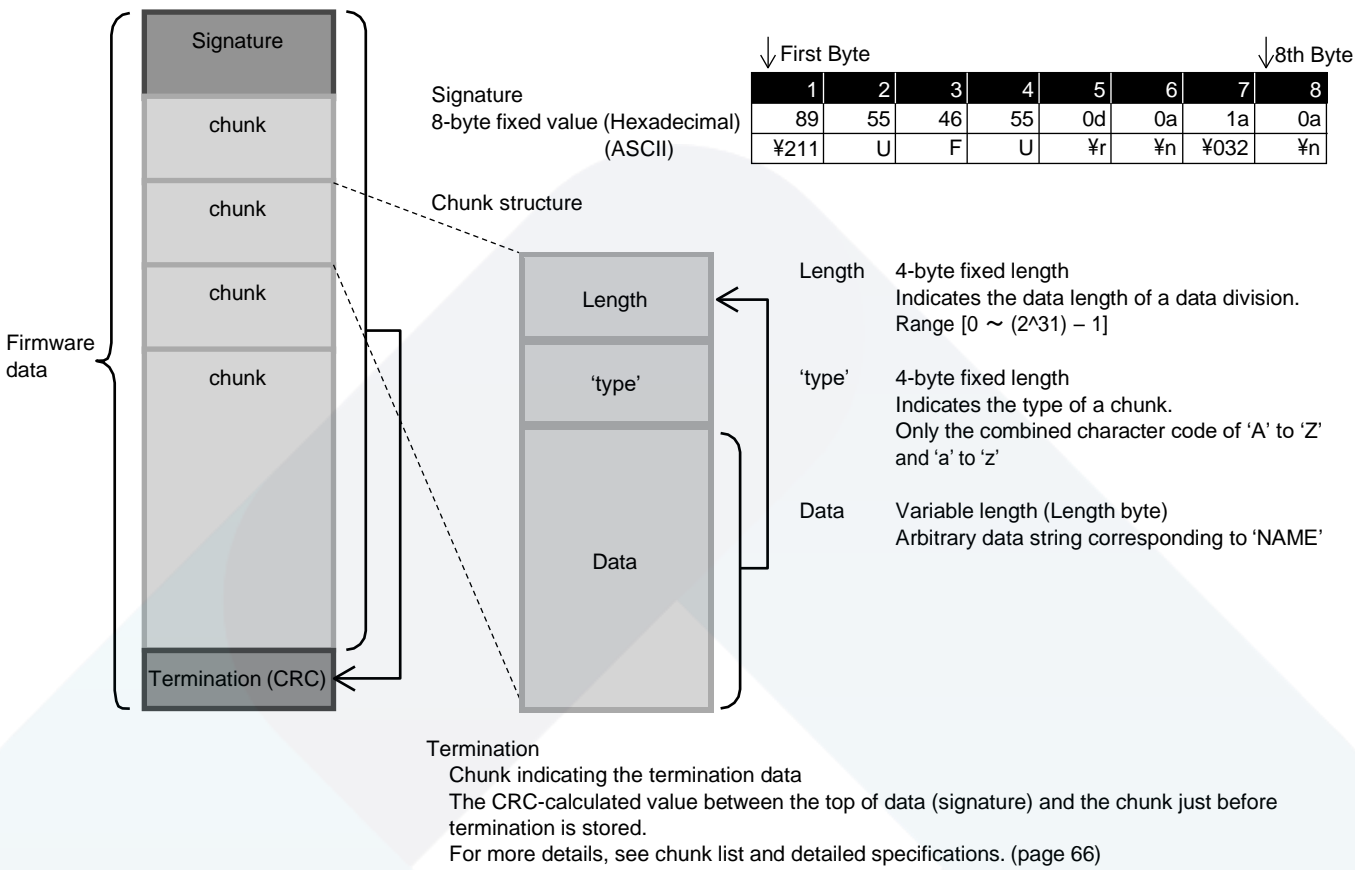 Firmware
data
Signature
chunk
chunk
chunk
chunk
Termination (CRC)
Signature
8-byte fixed value (Hexadecimal)
(ASCII)
First Byte
8th Byte
1 2 3 4 5 6 7 8
89 55 46 55 0d 0a 1a 0a
¥211 U F U ¥r ¥n ¥032 ¥n
Chunk structure
Length
‘type’
Data
Length 4-byte fixed length
Indicates the data length of a data division.
Range [0 ～ (2^31) – 1]
‘type’ 4-byte fixed length
Indicates the type of a chunk.
Only the combined character code of ‘A’ to ‘Z’
and ‘a’ to ‘z’
Data Variable length (Length byte)
Arbitrary data string corresponding to ‘NAME’
Termination
Chunk indicating the termination data
The CRC-calculated value between the top of data (signature) and the chunk just before
termination is stored.
For more details, see chunk list and detailed specifications. (page 66)